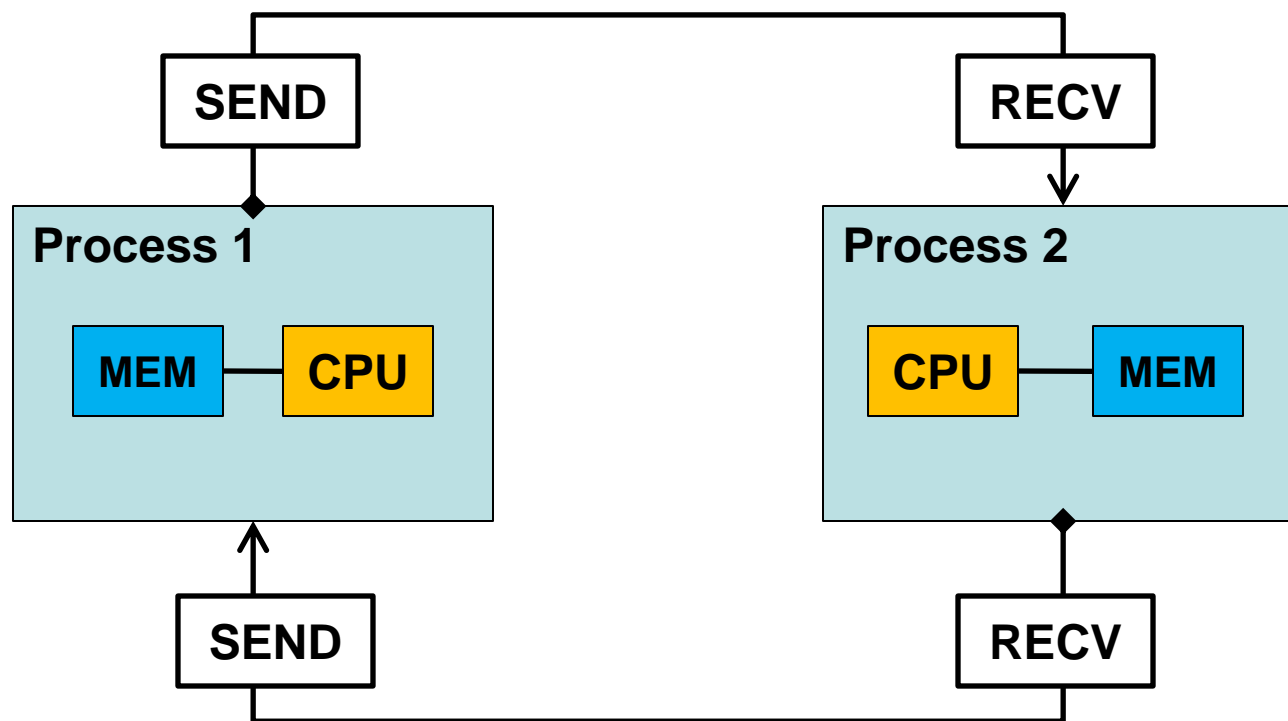 SEND
RECV
Process 1
Process 2
MEM
CPU
CPU
MEM
SEND
RECV